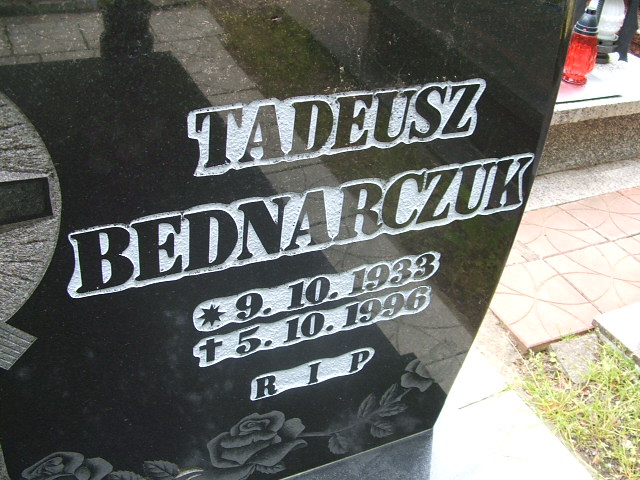 TADEUSZ
BEDNARCZUK
✷ 9. 10. 1933
✝ 5. 10. 1996
R I P